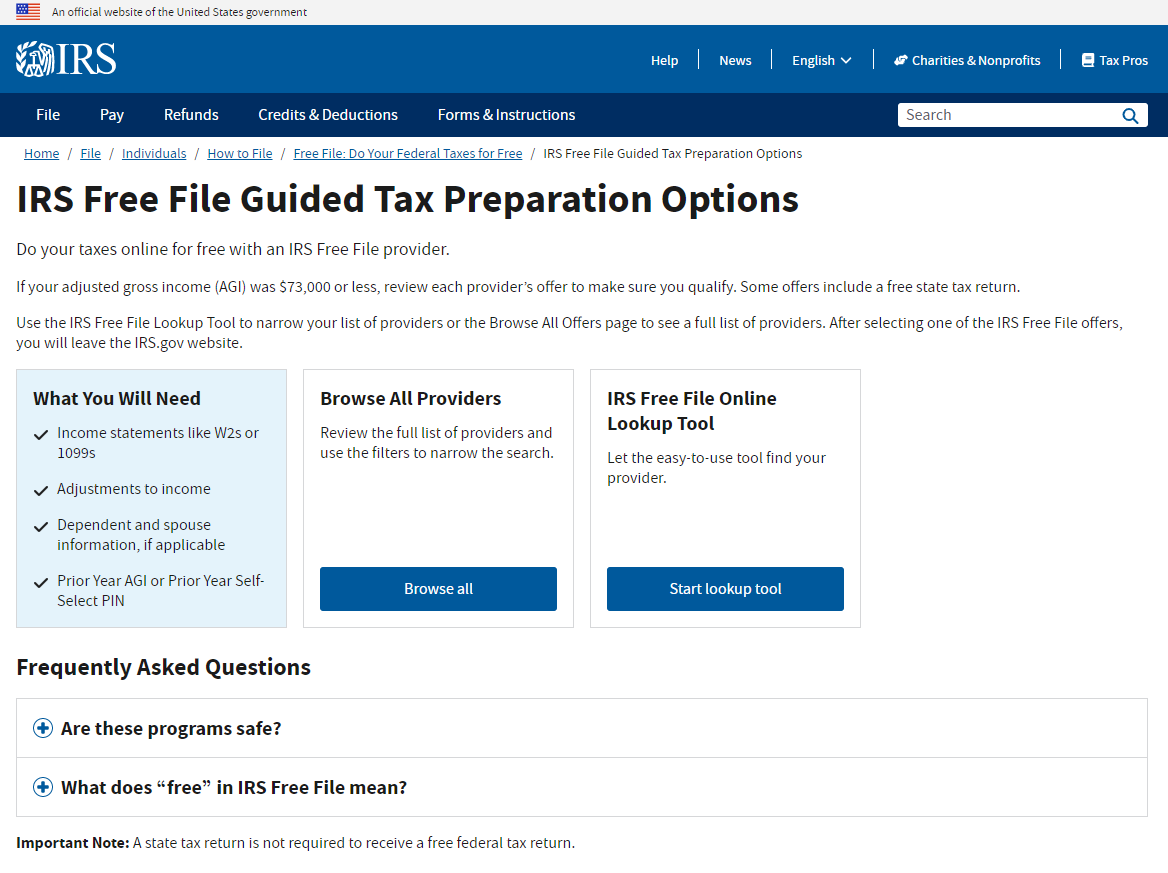 An official website of the United States government
IRS
Help
News
English
Charities & Nonprofits
Tax Pros
File
Pay
Refunds
Credits & Deductions
Forms & Instructions
Search
Home / File / Individuals / How to File / Free File: Do Your Federal Taxes for Free / IRS Free File Guided Tax Preparation Options
IRS Free File Guided Tax Preparation Options
Do your taxes online for free with an IRS Free File provider.
If your adjusted gross income (AGI) was $73,000 or less, review each provider’s offer to make sure you qualify. Some offers include a free state tax return.
Use the IRS Free File Lookup Tool to narrow your list of providers or the Browse All Offers page to see a full list of providers. After selecting one of the IRS Free File offers,
you will leave the IRS.gov website.
What You Will Need
Income statements like W2s or
1099s
Adjustments to income
Dependent and spouse
information, if applicable
Prior Year AGI or Prior Year Self-
Select PIN
Browse All Providers
Review the full list of providers and
use the filters to narrow the search.
Browse all
IRS Free File Online
Lookup Tool
Let the easy-to-use tool find your
provider.
Start lookup tool
Frequently Asked Questions
Are these programs safe?
What does “free” in IRS Free File mean?
Important Note: A state tax return is not required to receive a free federal tax return.